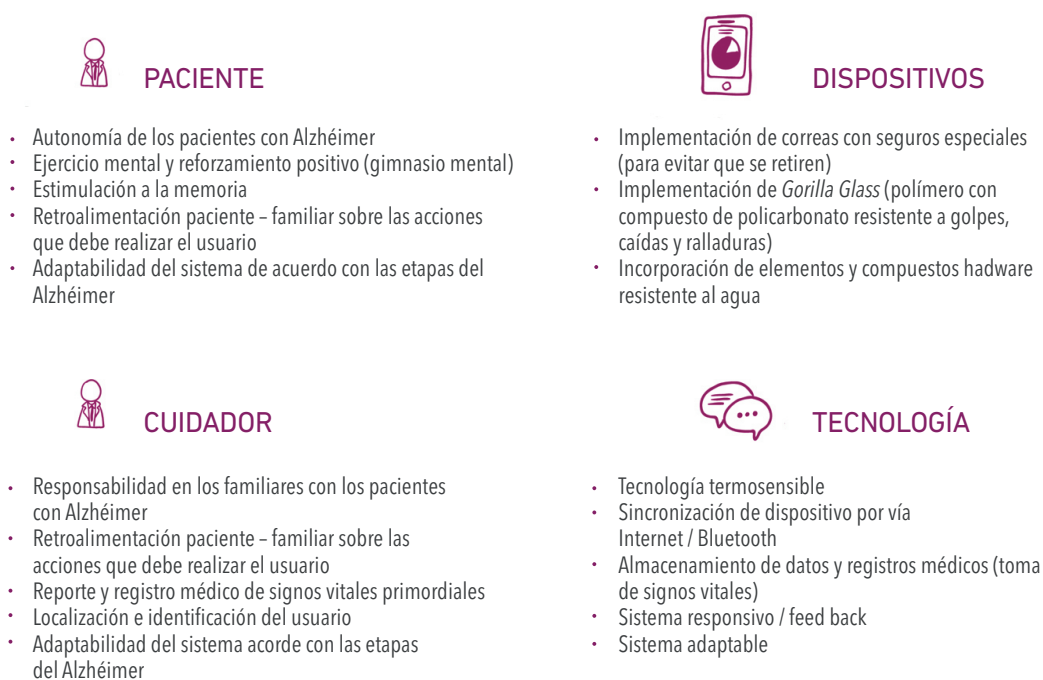 PACIENTE
• Autonomía de los pacientes con Alzhéimer
• Ejercicio mental y reforzamiento positivo (gimnasio mental)
• Estimulación a la memoria
• Retroalimentación paciente – familiar sobre las acciones
que debe realizar el usuario
• Adaptabilidad del sistema de acuerdo con las etapas del
Alzhéimer
DISPOSITIVOS
• Implementación de correas con seguros especiales
(para evitar que se retiren)
• Implementación de Gorilla Glass (polímero con
compuesto de policarbonato resistente a golpes,
caídas y ralladuras)
• Incorporación de elementos y compuestos hadware
resistente al agua
CUIDADOR
• Responsabilidad en los familiares con los pacientes
con Alzhéimer
• Retroalimentación paciente – familiar sobre las
acciones que debe realizar el usuario
• Reporte y registro médico de signos vitales primordiales
• Localización e identificación del usuario
• Adaptabilidad del sistema acorde con las etapas
del Alzhéimer
TECNOLOGÍA
• Tecnología termosensible
• Sincronización de dispositivo por vía
Internet / Bluetooth
• Almacenamiento de datos y registros médicos (toma
de signos vitales)
• Sistema responsivo / feed back
• Sistema adaptable